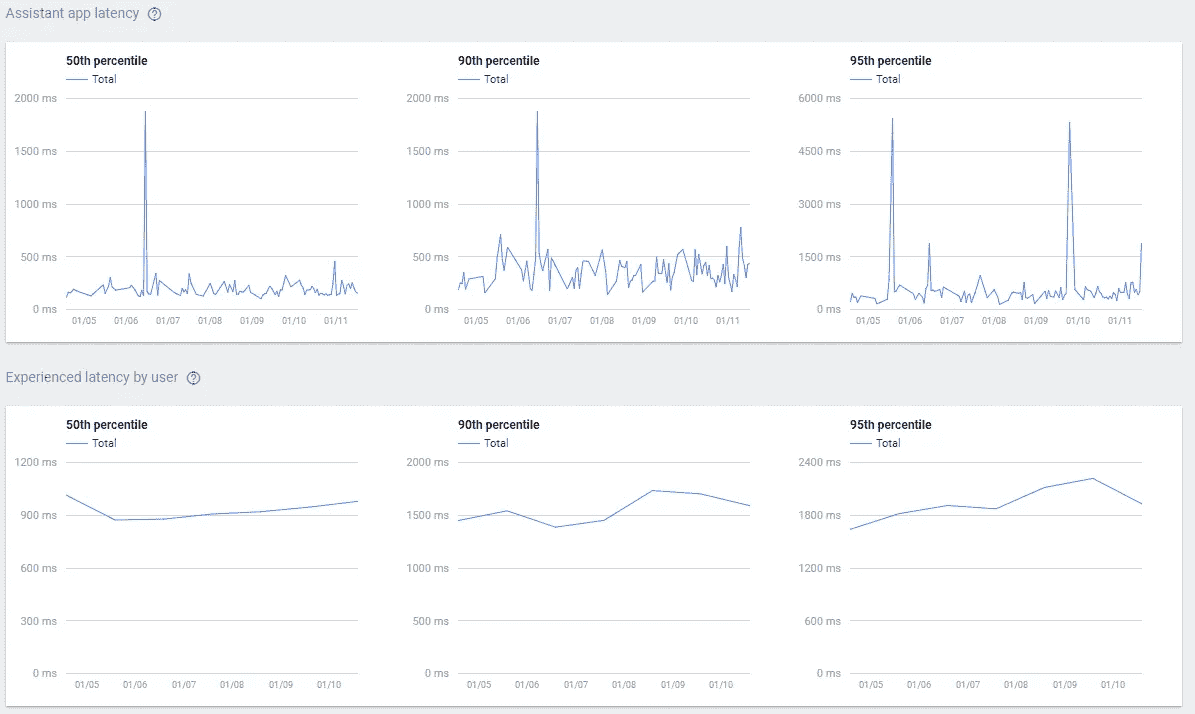 Assistant app latency
50th percentile
Total
2000 ms
1500 ms
1000 ms
500 ms
0 ms
01/05 01/06 01/07 01/08 01/09 01/10 01/11
90th percentile
Total
2000 ms
1500 ms
1000 ms
500 ms
0 ms
01/05 01/06 01/07 01/08 01/09 01/10 01/11
95th percentile
Total
6000 ms
4500 ms
3000 ms
1500 ms
0 ms
01/05 01/06 01/07 01/08 01/09 01/10 01/11
Experienced latency by user
50th percentile
Total
1200 ms
900 ms
600 ms
300 ms
0 ms
01/05 01/06 01/07 01/08 01/09 01/10
90th percentile
Total
2000 ms
1500 ms
1000 ms
500 ms
0 ms
01/05 01/06 01/07 01/08 01/09 01/10
95th percentile
Total
2400 ms
1800 ms
1200 ms
600 ms
0 ms
01/05 01/06 01/07 01/08 01/09 01/10